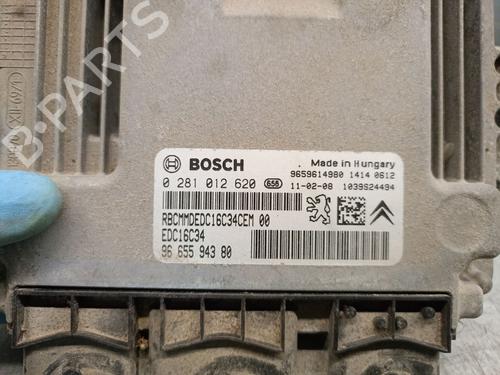 B-PARTS
BOSCH
Made in Hungary
9659614980 1414 0612
0 281 012 620 656 11-02-08 1039S24494
RBCMMDEDC16C34CEM 00
EDC16C34
96 655 943 80